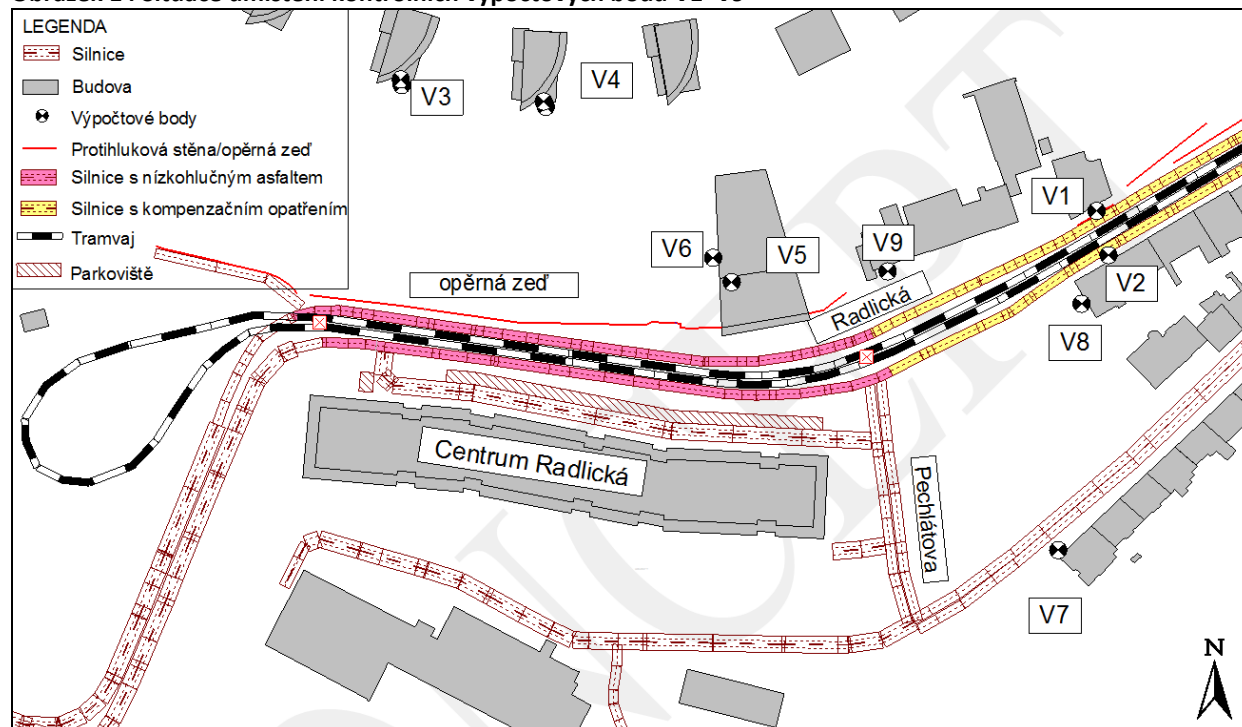 LEGENDA
Silnice
Budova
Výpočtové body
Protihluková stěna/opěrná zeď
Silnice s nízkohlučným asfaltem
Silnice s kompenzačním opatřením
Tramvaj
Parkoviště
V3
V4
V1
V6
V5
V9
V2
opěrná zeď
Radlická
V8
Centrum Radlická
Pechlátova
V7
N